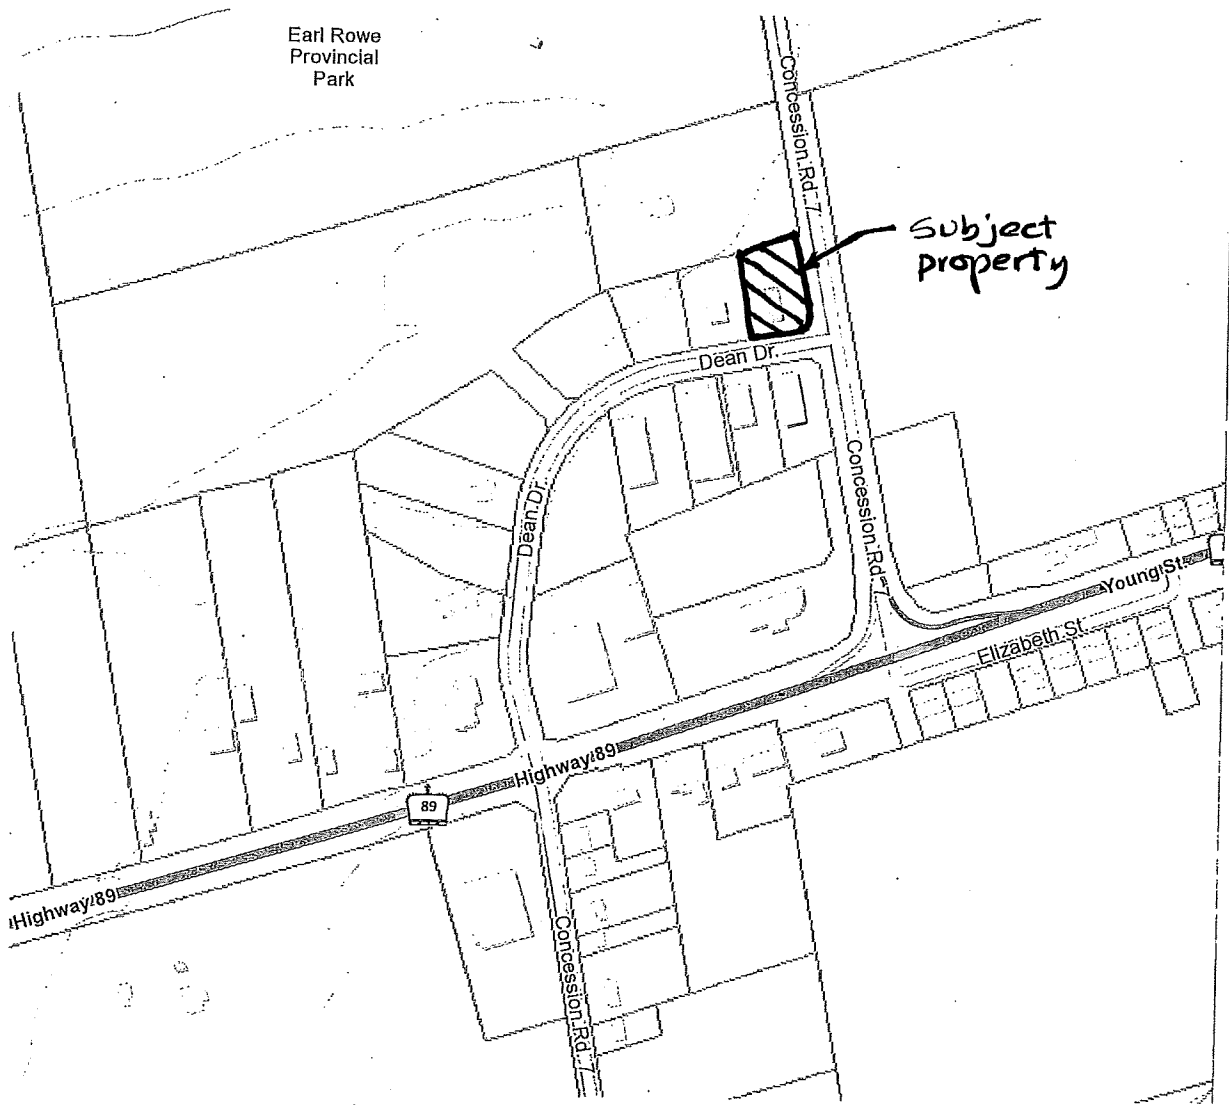 Earl Rowe
Provincial
Park
Concession Rd. 7
Subject
property
Dean Dr.
Dean Dr.
Concession Rd. 7
Young St.
Elizabeth St.
Highway 89
89
Highway 89
Concession Rd. 7